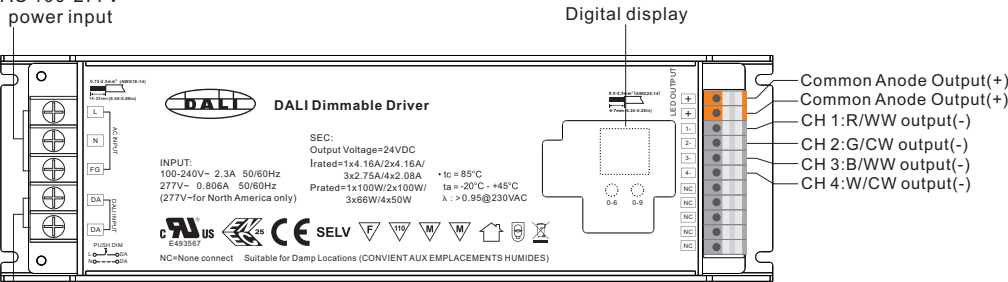 power input
Digital display
0.75-2.5mm² (AWG18-14)
L
N
FG
AC INPUT
DA
DA
DALI INPUT
PUSH DIM
L DA
N DA
DALI
DALI Dimmable Driver
INPUT:
100-240V~ 2.3A 50/60Hz
277V~ 0.806A 50/60Hz
(277V~for North America only)
SEC:
Output Voltage=24VDC
Irated=1x4.16A/2x4.16A/
3x2.75A/4x2.08A
Prated=1x100W/2x100W/
3x66W/4x50W
• tc = 85°C
ta = -20°C - +45°C
λ : > 0.95@230VAC
c RU US
E493567
25
CE
SELV
F
110
M
M
NC=None connect Suitable for Damp Locations (CONVIENT AUX EMPLACEMENTS HUMIDES)
0-6
0-9
LED OUTPUT
+
+
1-
2-
3-
4-
NC
NC
NC
NC
NC
Common Anode Output(+)
Common Anode Output(+)
CH 1:R/WW output(-)
CH 2:G/CW output(-)
CH 3:B/WW output(-)
CH 4:W/CW output(-)